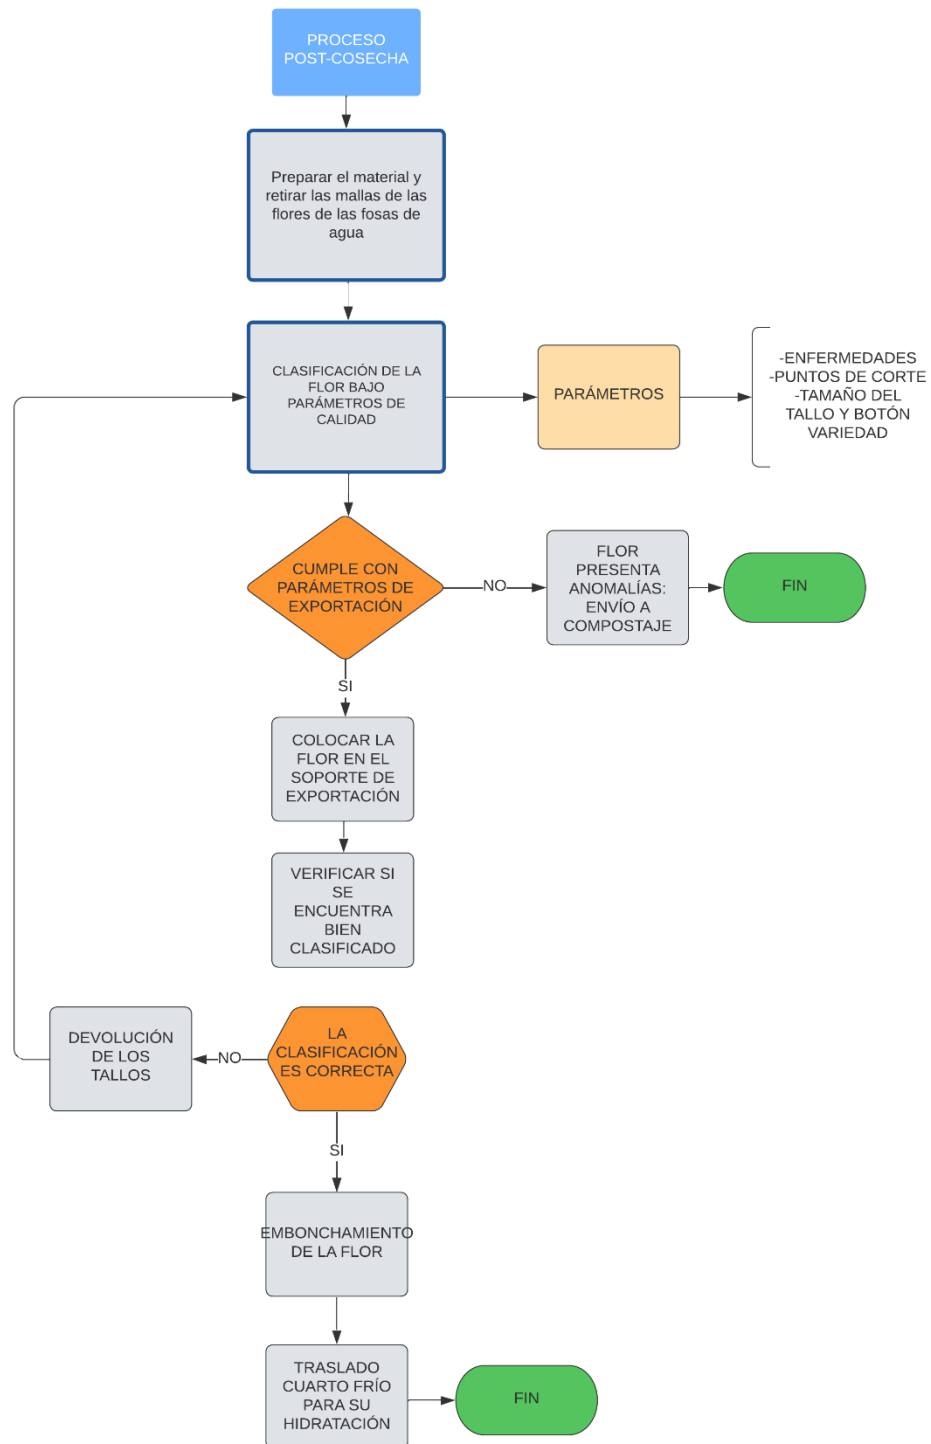 PROCESO
POST-COSECHA
Preparar el material y
retirar las mallas de las
flores de las fosas de
agua
CLASIFICACIÓN DE LA
FLOR BAJO
PARÁMETROS DE
CALIDAD
PARÁMETROS
-ENFERMEDADES
-PUNTOS DE CORTE
-TAMAÑO DEL
TALLO Y BOTÓN
VARIEDAD
CUMPLE CON
PARÁMETROS DE
EXPORTACIÓN
NO
FLOR
PRESENTA
ANOMALÍAS:
ENVÍO A
COMPOSTAJE
FIN
SI
COLOCAR LA
FLOR EN EL
SOPORTE DE
EXPORTACIÓN
VERIFICAR SI
SE
ENCUENTRA
BIEN
CLASIFICADO
LA
CLASIFICACIÓN
ES CORRECTA
NO
DEVOLUCIÓN
DE LOS
TALLOS
SI
EMBONCHAMIENTO
DE LA FLOR
TRASLADO
CUARTO FRÍO
PARA SU
HIDRATACIÓN
FIN